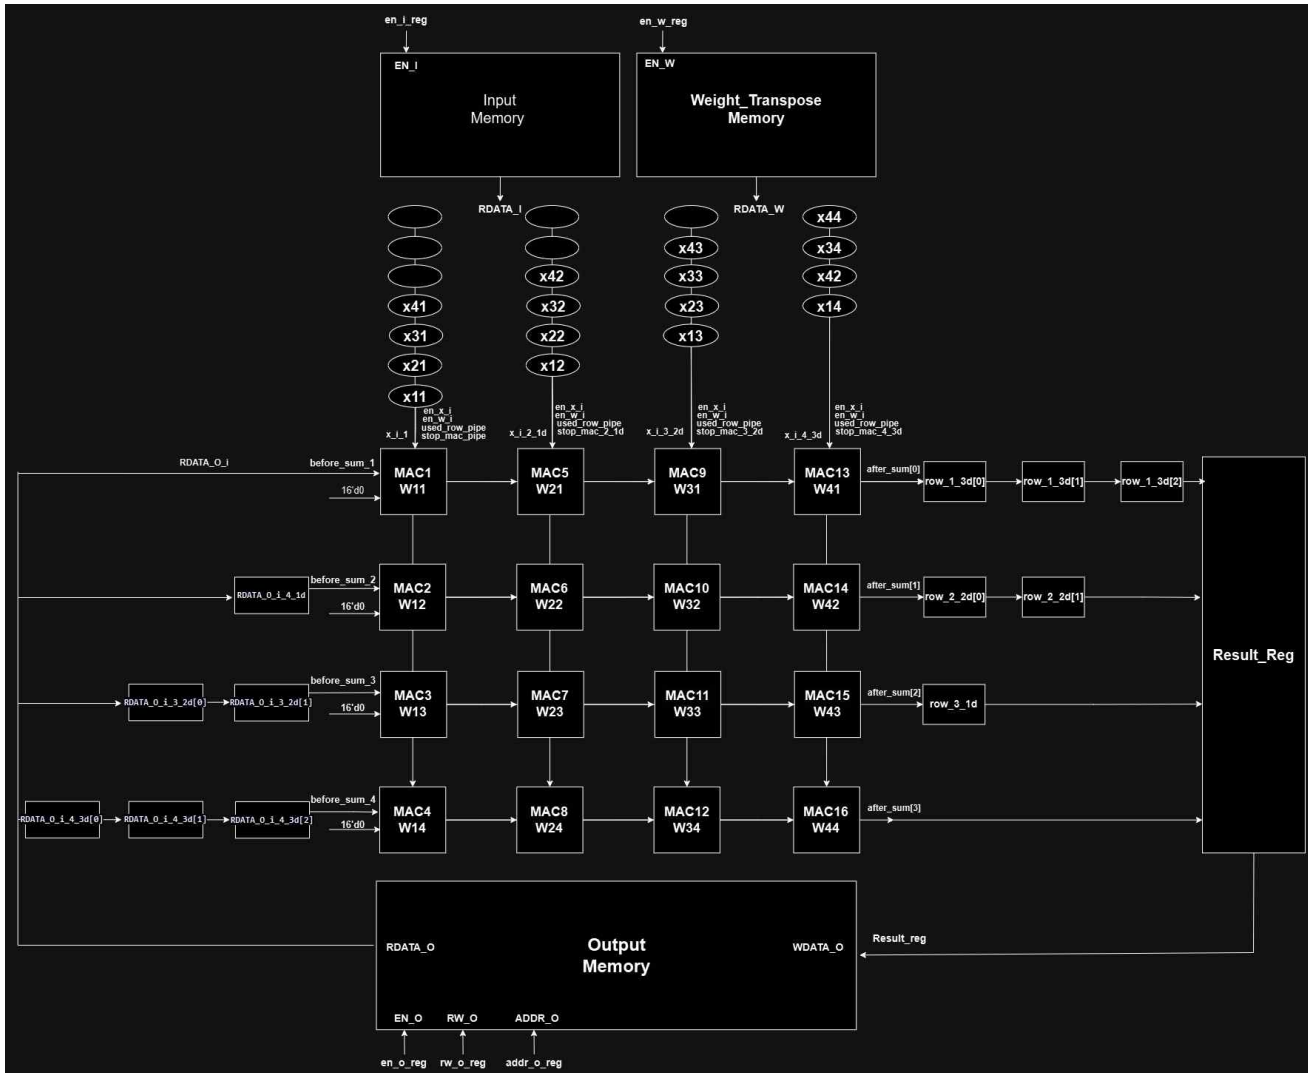 en_i_reg
en_w_reg
EN_I
Input
Memory
EN_W
Weight_Transpose
Memory
RDATA_I
RDATA_W
x44
x43
x34
x42
x33
x42
x41
x32
x23
x14
x31
x22
x13
x21
x12
x11
en_x_i
en_w_i
used_row_pipe
stop_mac_pipe
x_i_1
en_x_i
en_w_i
used_row_pipe
stop_mac_2_1d
x_i_2_1d
en_x_i
en_w_i
used_row_pipe
stop_mac_3_2d
x_i_3_2d
en_x_i
en_w_i
used_row_pipe
stop_mac_4_3d
x_i_4_3d
RDATA_O_i
before_sum_1
16'd0
MAC1
W11
MAC5
W21
MAC9
W31
MAC13
W41
after_sum[0]
row_1_3d[0]
row_1_3d[1]
row_1_3d[2]
RDATA_O_i_4_1d
before_sum_2
16'd0
MAC2
W12
MAC6
W22
MAC10
W32
MAC14
W42
after_sum[1]
row_2_2d[0]
row_2_2d[1]
Result_Reg
RDATA_O_i_3_2d[0]
RDATA_O_i_3_2d[1]
before_sum_3
16'd0
MAC3
W13
MAC7
W23
MAC11
W33
MAC15
W43
after_sum[2]
row_3_1d
RDATA_O_i_4_3d[0]
RDATA_O_i_4_3d[1]
RDATA_O_i_4_3d[2]
before_sum_4
16'd0
MAC4
W14
MAC8
W24
MAC12
W34
MAC16
W44
after_sum[3]
RDATA_O
Output
Memory
WDATA_O
Result_reg
EN_O
RW_O
ADDR_O
en_o_reg
rw_o_reg
addr_o_reg